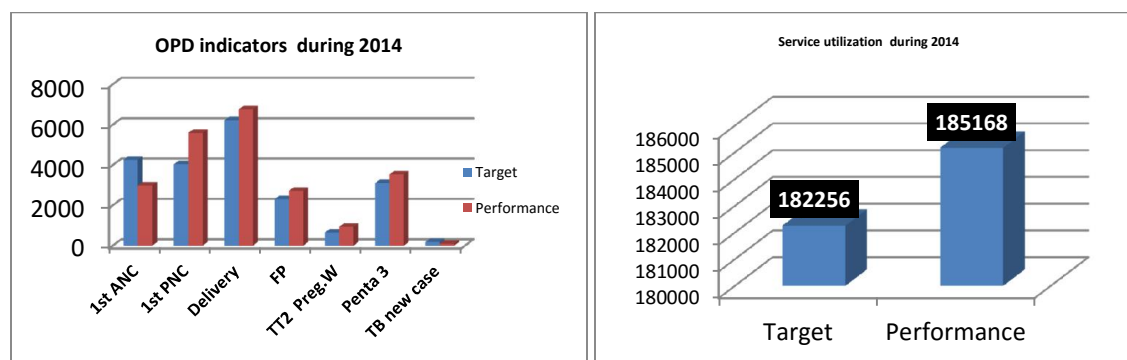 OPD indicators during 2014
8000
6000
4000
2000
0
1st ANC
1st PNC
Delivery
FP
TT2 Preg.W
Penta 3
TB new case
Target
Performance
Service utilization during 2014
186000
185000
184000
183000
182000
181000
180000
182256
185168
Target
Performance